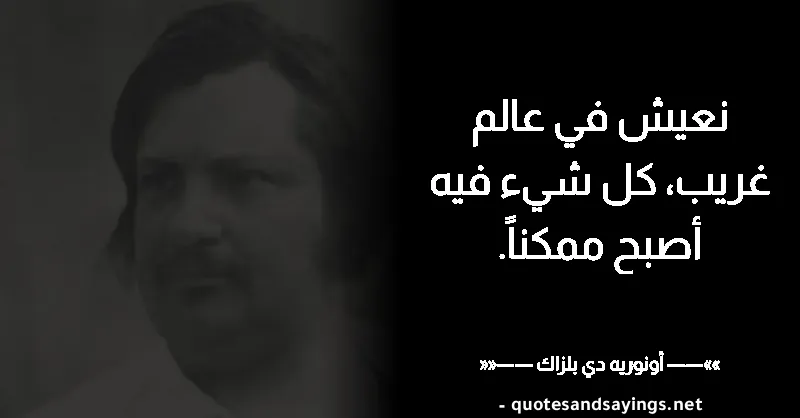 نعيش في عالم
غريب، كل شيء فيه
أصبح ممكناً.
»»—— أونوريه دي بلزاك ——««
- quotesandsayings.net